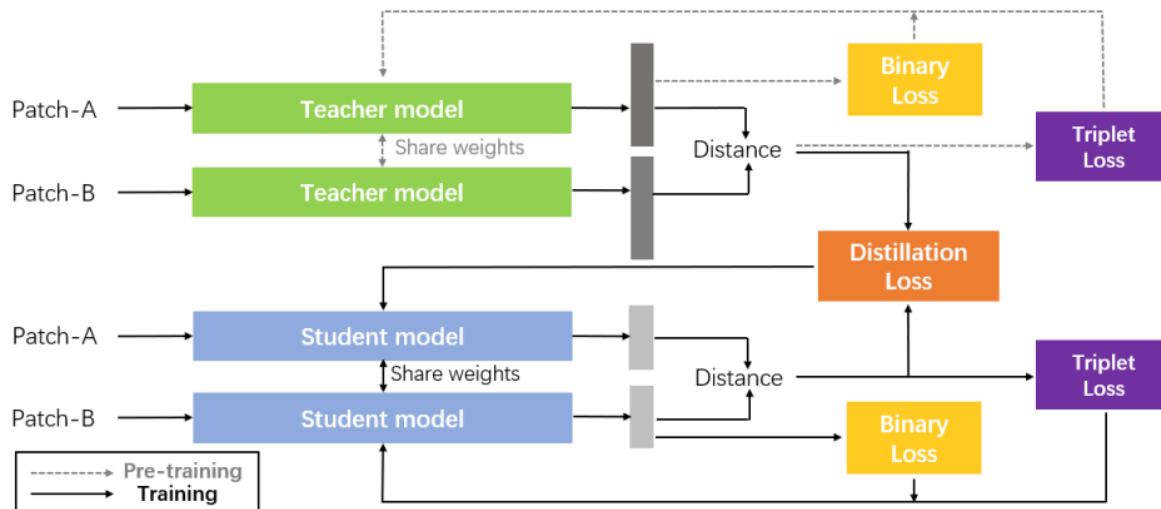 Binary
Loss
Patch-A
Teacher model
Triplet
Loss
Share weights
Distance
Patch-B
Teacher model
Distillation
Loss
Patch-A
Student model
Share weights
Distance
Triplet
Loss
Patch-B
Student model
Binary
Loss
Pre-training
Training